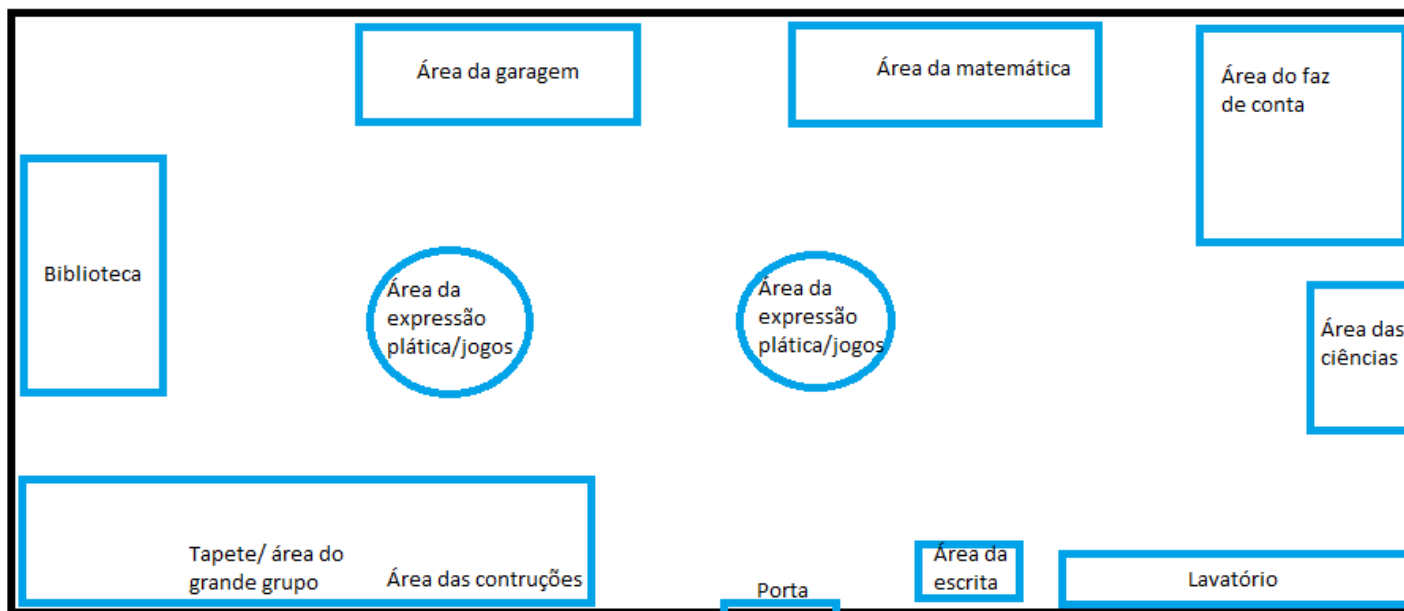 Área da garagem
Área da matemática
Área do faz
de conta
Biblioteca
Área da
expressão
plática/jogos
Área da
expressão
plática/jogos
Área das
ciências
Tapete/ área do
grande grupo
Área das contruções
Porta
Área da
escrita
Lavatório